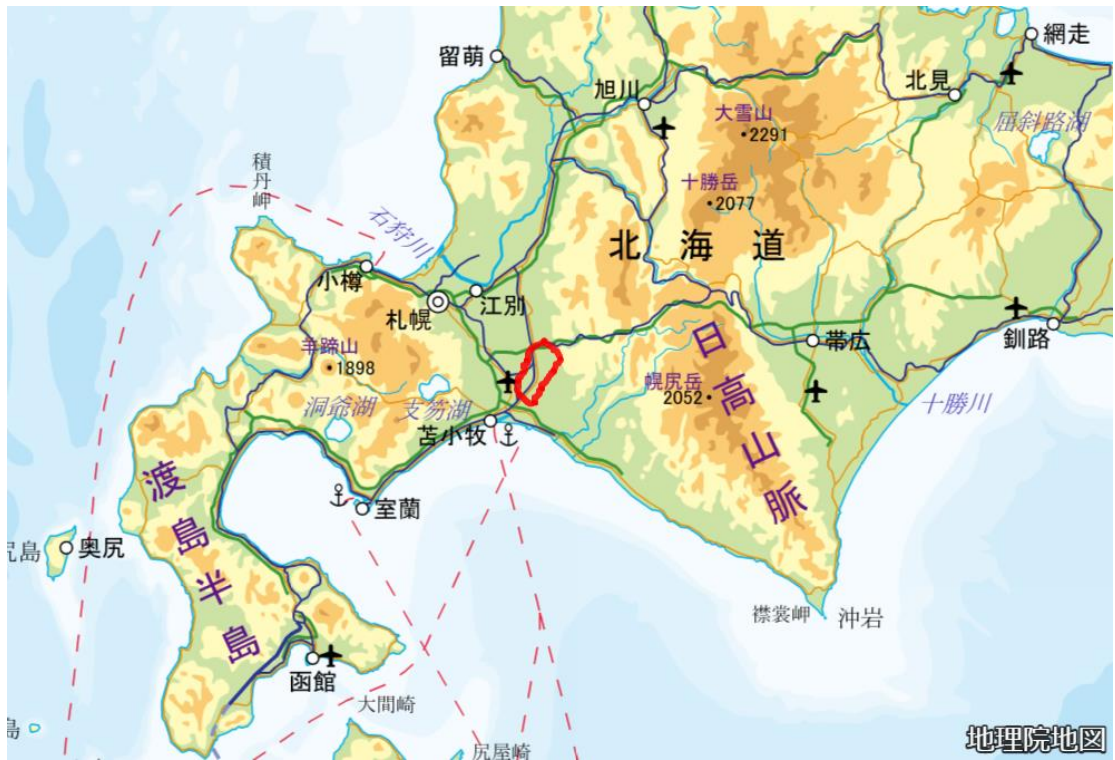 網走
留萌
北見
旭川
大雪山
・2291
屈斜路湖
積丹岬
十勝岳
・2077
石狩川
北海道
小樽
江別
札幌
釧路
帯広
羊蹄山
1898
日高山脈
幌尻岳
2052・
十勝川
洞爺湖
支笏湖
苫小牧
渡島半島
室蘭
尻島
奥尻
襟裳岬
沖岩
函館
大間崎
島
尻屋崎
地理院地図